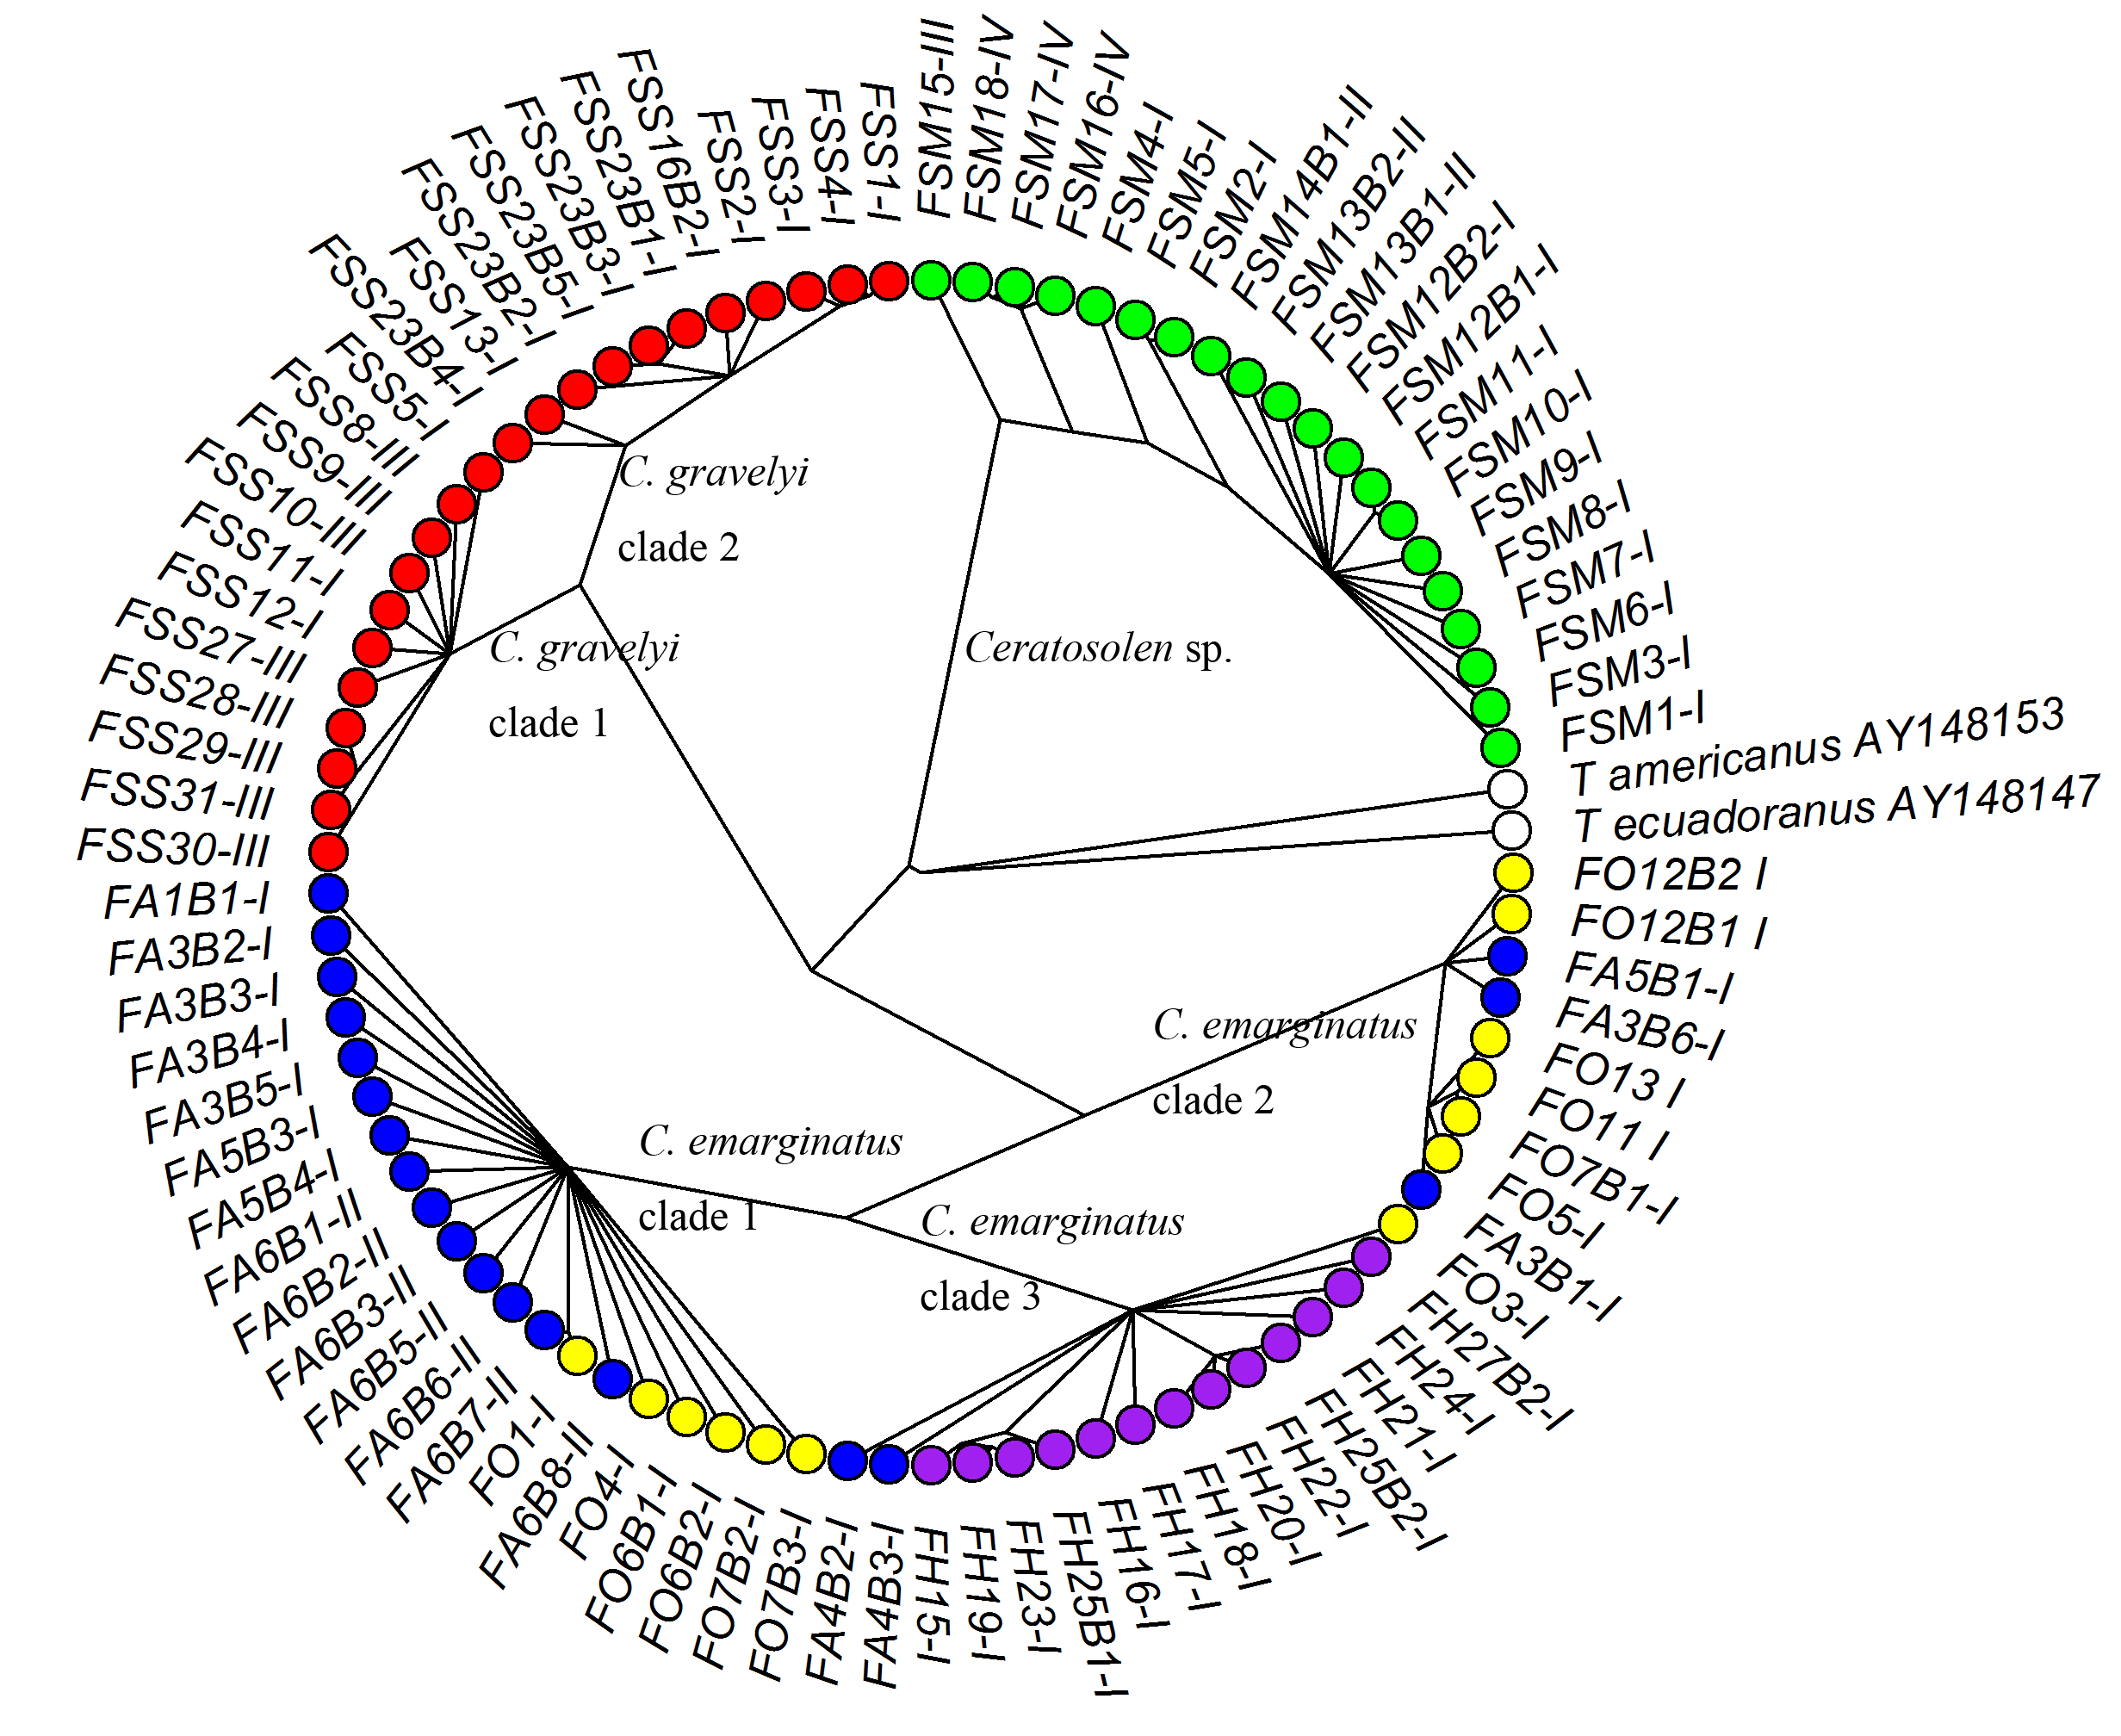 FSM15-III
FSM18-IV
FSM17-IV
FSM16-IV
FSM4-I
FSM5-I
FSM2-I
FSM14B1-II
FSM13B2-II
FSM13B1-II
FSM12B2-I
FSM12B1-I
FSM11-I
FSM10-I
FSM9-I
FSM8-I
FSM7-I
FSM6-I
FSM3-I
FSM1-I
T americanus AY148153
T ecuadoranus AY148147
FO12B2 I
FO12B1 I
FA5B1-I
FA3B6-I
FO13 I
FO11 I
FO7B1-I
FO5-I
FA3B1-I
FO3-I
FH27B2-I
FH24-I
FH21-I
FH25B2-I
FH22-I
FH20-I
FH18-I
FH17-I
FH16-I
FH25B1-I
FH23-I
FH19-I
FH15-I
FA4B3-I
FA4B2-I
FO7B3-I
FO7B2-I
FO6B2-I
FO6B1-I
FO4-I
FA6B8-II
FO1-I
FA6B7-II
FA6B6-II
FA6B5-II
FA6B3-II
FA6B2-II
FA6B1-II
FA5B4-I
FA5B3-I
FA3B5-I
FA3B4-I
FA3B3-I
FA3B2-I
FA1B1-I
FSS30-III
FSS31-III
FSS29-III
FSS28-III
FSS27-III
FSS12-I
FSS11-I
FSS10-III
FSS9-III
FSS8-III
FSS5-I
FSS23B4-I
FSS13-I
FSS23B2-I
FSS23B5-I
FSS23B3-I
FSS23B1-I
FSS16B2-I
FSS2-I
FSS3-I
FSS4-I
FSS1-I
C. gravelyi
clade 2
C. gravelyi
clade 1
Ceratosolen sp.
C. emarginatus
clade 2
C. emarginatus
clade 1
C. emarginatus
clade 3